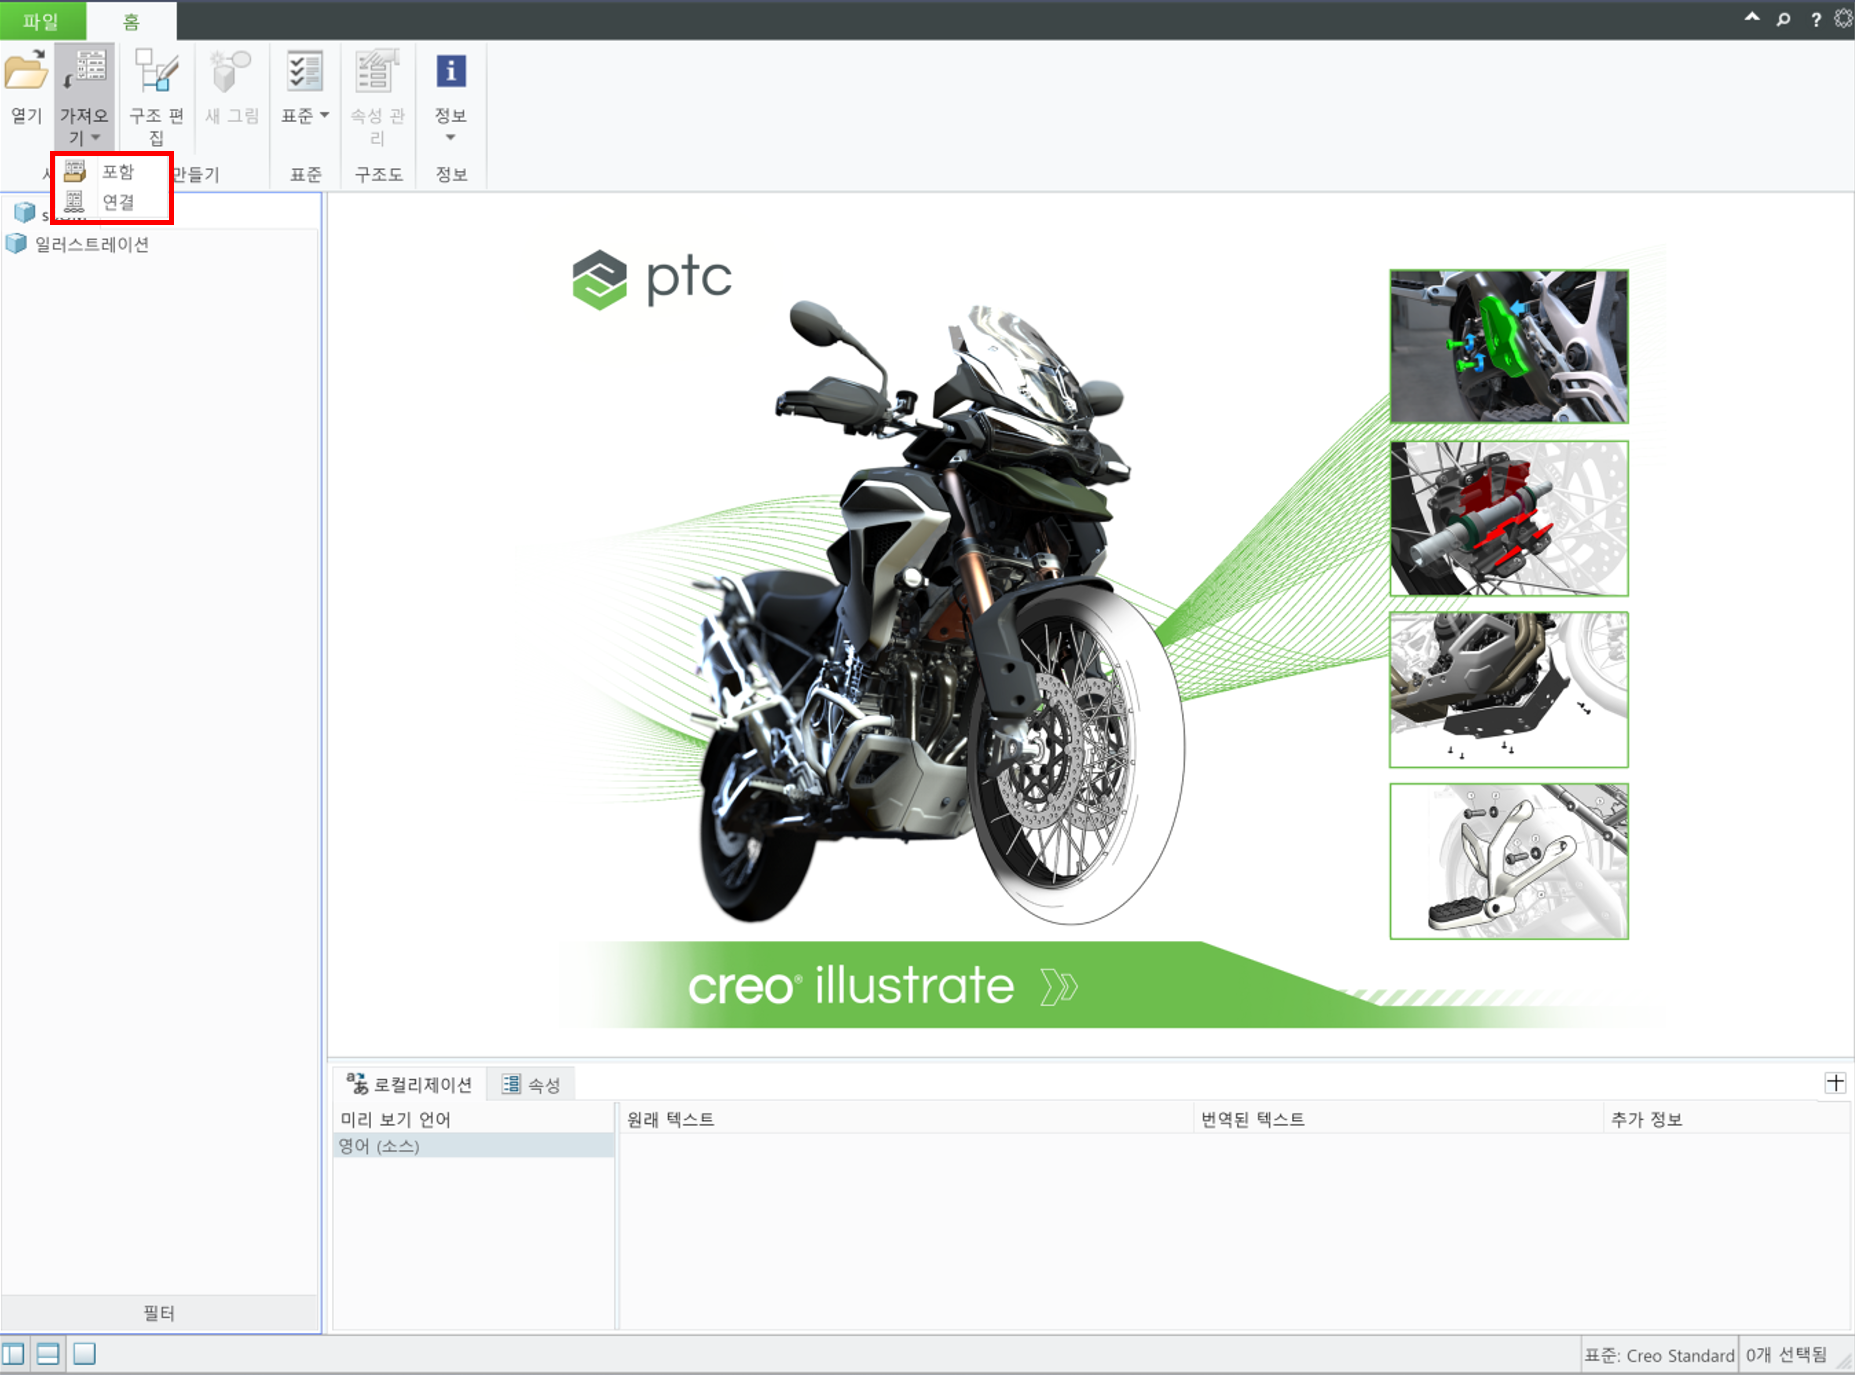 파일
홈
열기
가져오
기
구조 편
집
새 그림
표준
속성 관
리
정보
만들기
표준
구조도
정보
포함
연결
일러스트레이션
ptc
creo® illustrate
로컬리제이션
속성
미리 보기 언어
원래 텍스트
번역된 텍스트
추가 정보
영어 (소스)
필터
표준: Creo Standard
0개 선택됨